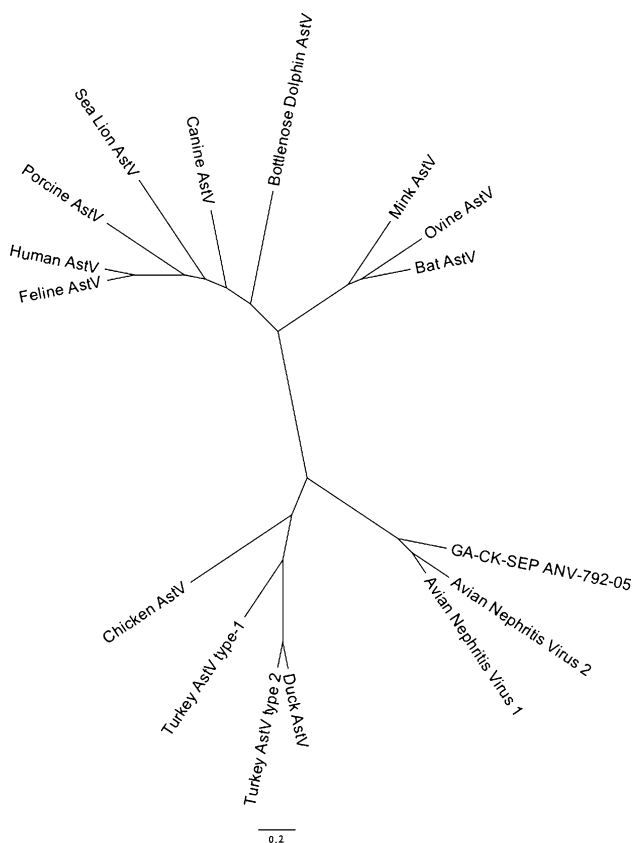 Bottlenose Dolphin AstV
Sea Lion AstV
Canine AstV
Mink AstV
Porcine AstV
Ovine AstV
Human AstV
Bat AstV
Feline AstV
GA-CK-SEP ANV-792-05
Avian Nephritis Virus 2
Avian Nephritis Virus 1
Chicken AstV
Turkey AstV type-1
Turkey AstV type 2
Duck AstV
0.2